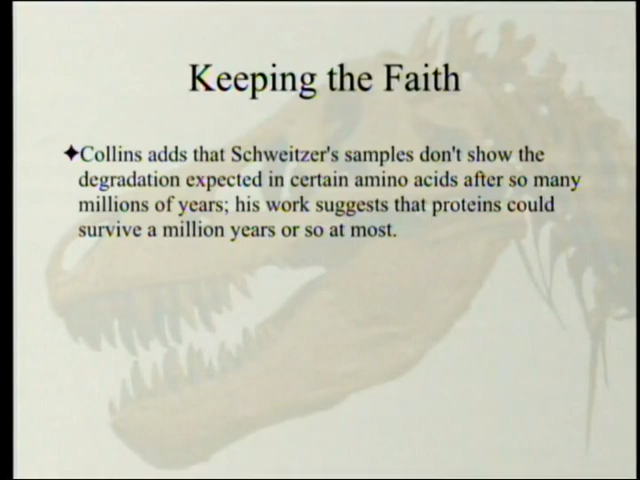 Keeping the Faith
✦Collins adds that Schweitzer's samples don't show the
degradation expected in certain amino acids after so many
millions of years; his work suggests that proteins could
survive a million years or so at most.